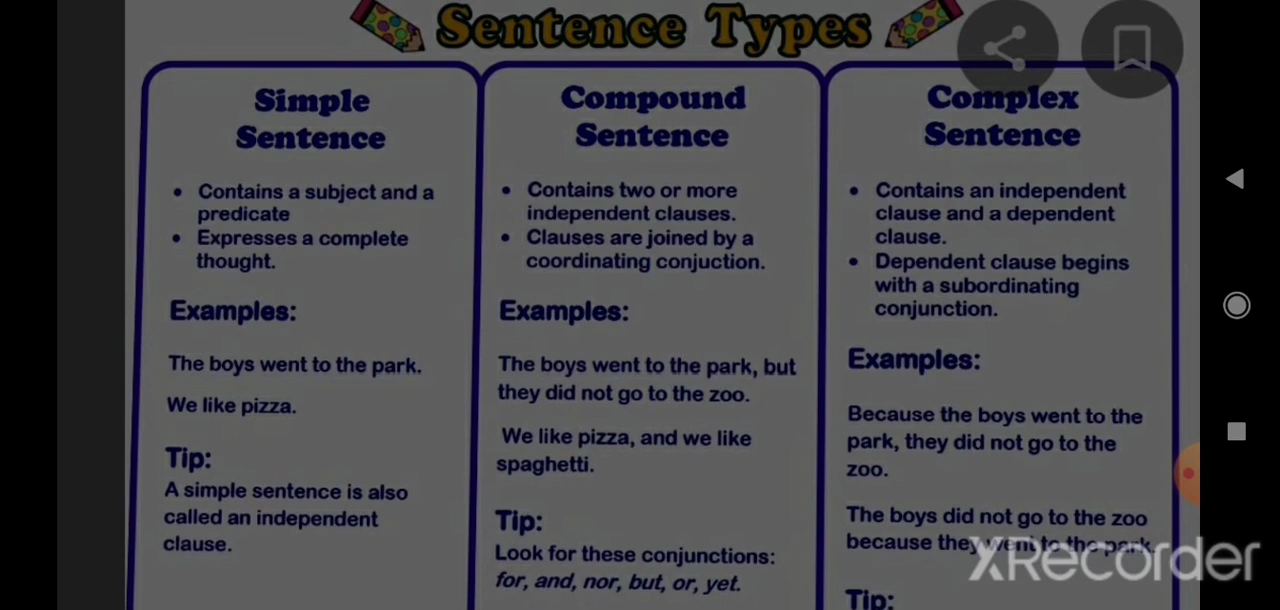 Sentence Types
Simple
Sentence
• Contains a subject and a
predicate
• Expresses a complete
thought.
Examples:
The boys went to the park.
We like pizza.
Tip:
A simple sentence is also
called an independent
clause.
Compound
Sentence
• Contains two or more
independent clauses.
• Clauses are joined by a
coordinating conjuction.
Examples:
The boys went to the park, but
they did not go to the zoo.
We like pizza, and we like
spaghetti.
Tip:
Look for these conjunctions:
for, and, nor, but, or, yet.
Complex
Sentence
• Contains an independent
clause and a dependent
clause.
• Dependent clause begins
with a subordinating
conjunction.
Examples:
Because the boys went to the
park, they did not go to the
zoo.
The boys did not go to the zoo
because they went to the park.
Tip:
XRecorder